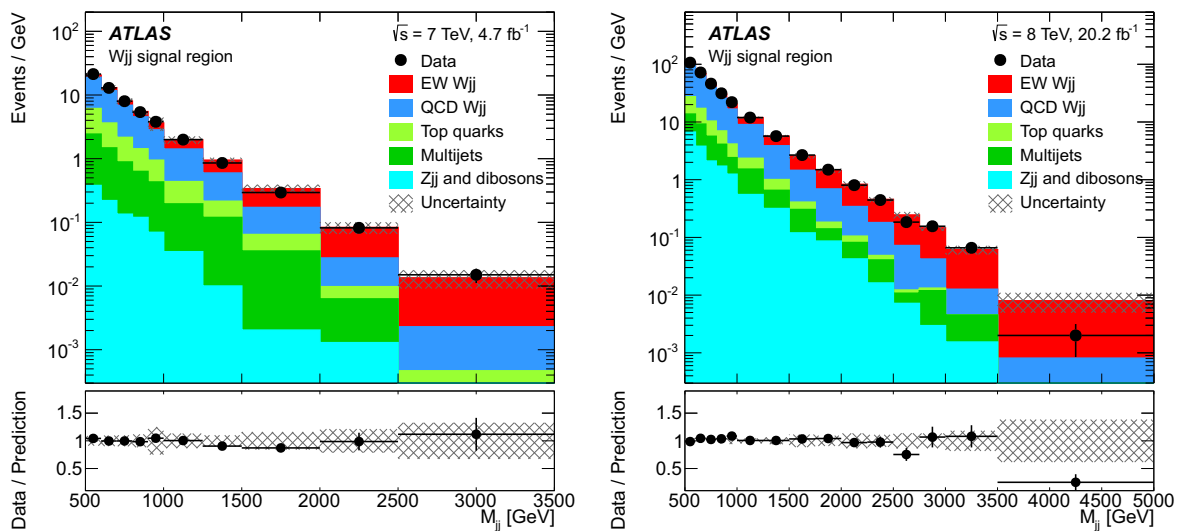 Events / GeV
10²
10
1
10⁻¹
10⁻²
10⁻³
ATLAS
Wjj signal region
√s = 7 TeV, 4.7 fb⁻¹
Data
EW Wjj
QCD Wjj
Top quarks
Multijets
Zjj and dibosons
Uncertainty
Data / Prediction
1.5
1
0.5
500 1000 1500 2000 2500 3000 3500
M_jj [GeV]
Events / GeV
10²
10
1
10⁻¹
10⁻²
10⁻³
ATLAS
Wjj signal region
√s = 8 TeV, 20.2 fb⁻¹
Data
EW Wjj
QCD Wjj
Top quarks
Multijets
Zjj and dibosons
Uncertainty
Data / Prediction
1.5
1
0.5
500 1000 1500 2000 2500 3000 3500 4000 4500 5000
M_jj [GeV]